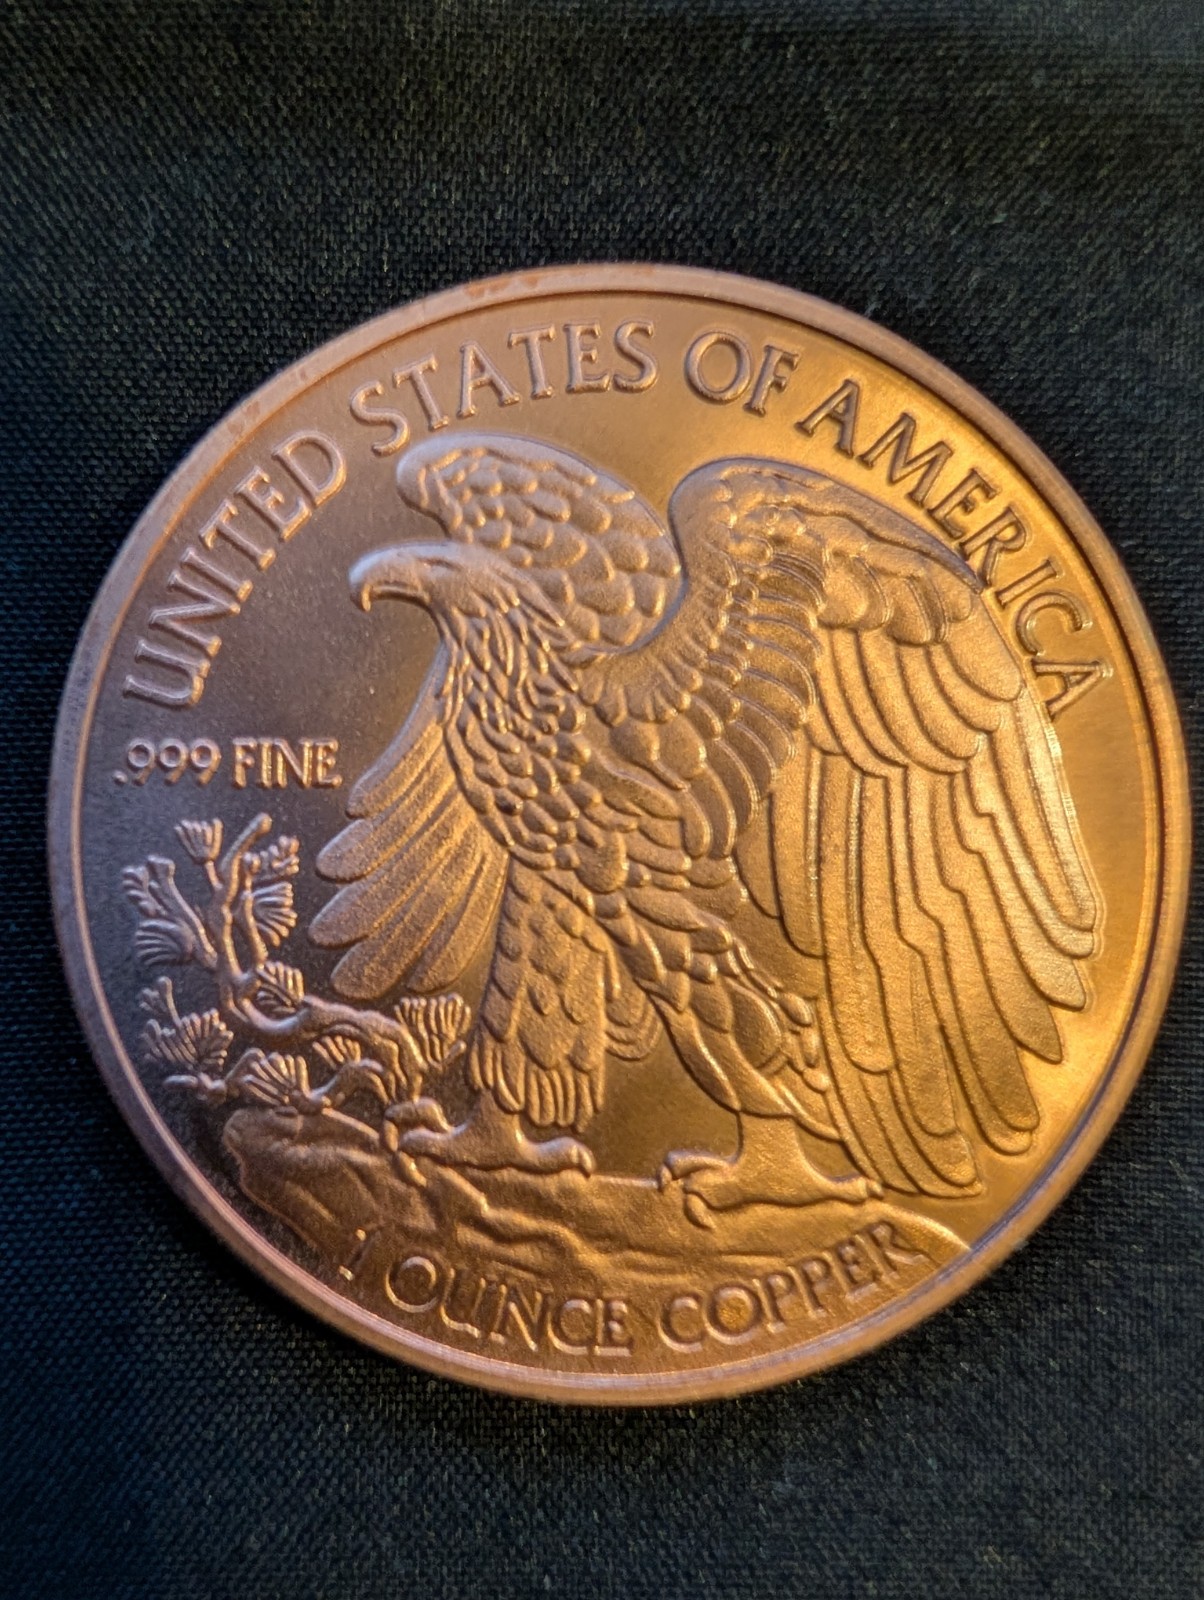 UNITED STATES OF AMERICA
.999 FINE
1 OUNCE COPPER